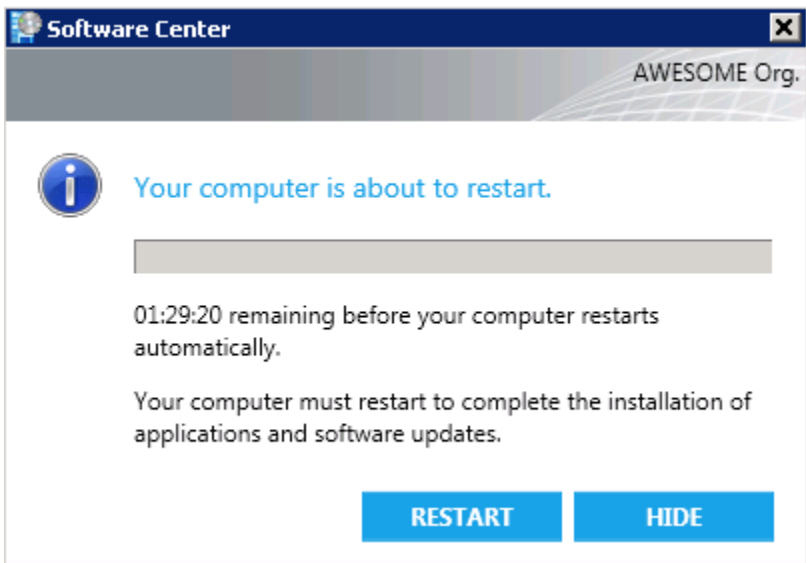 Software Center
AWESOME Org.
Your computer is about to restart.
01:29:20 remaining before your computer restarts
automatically.
Your computer must restart to complete the installation of
applications and software updates.
RESTART
HIDE